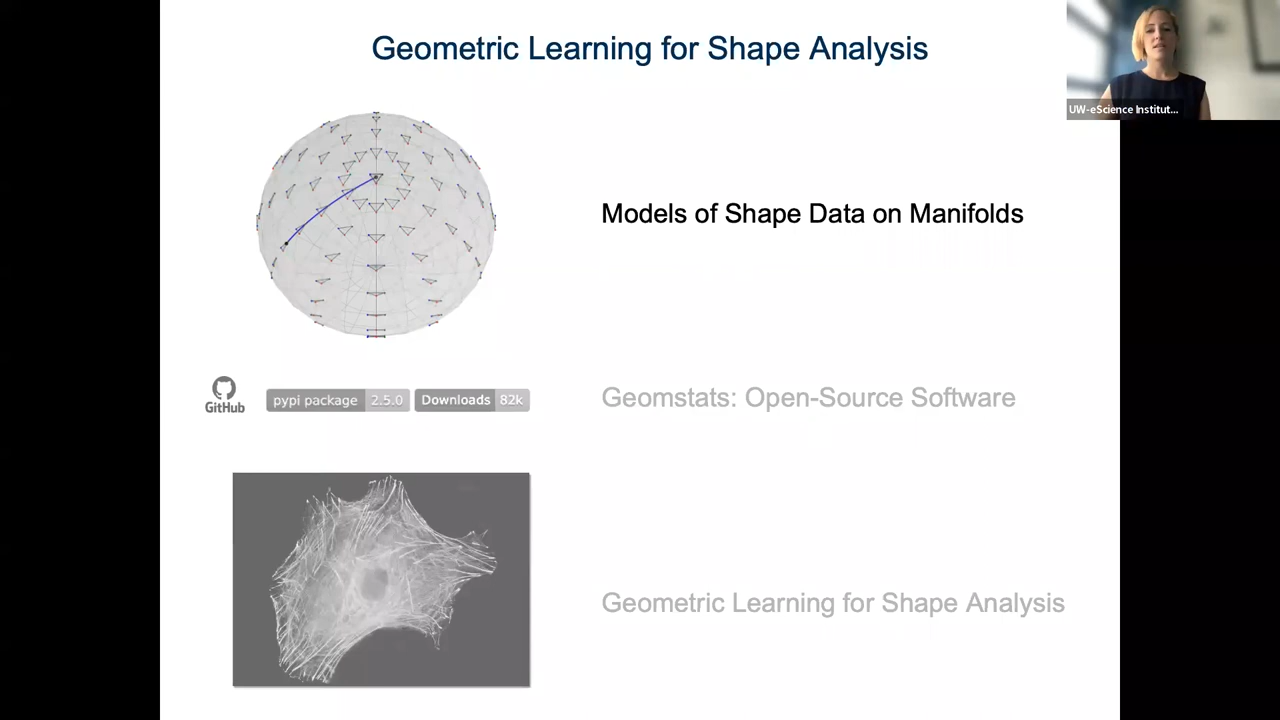 Geometric Learning for Shape Analysis
UW-eScience Institut...
Models of Shape Data on Manifolds
GitHub
pypi package 2.5.0
Downloads 82k
Geomstats: Open-Source Software
Geometric Learning for Shape Analysis